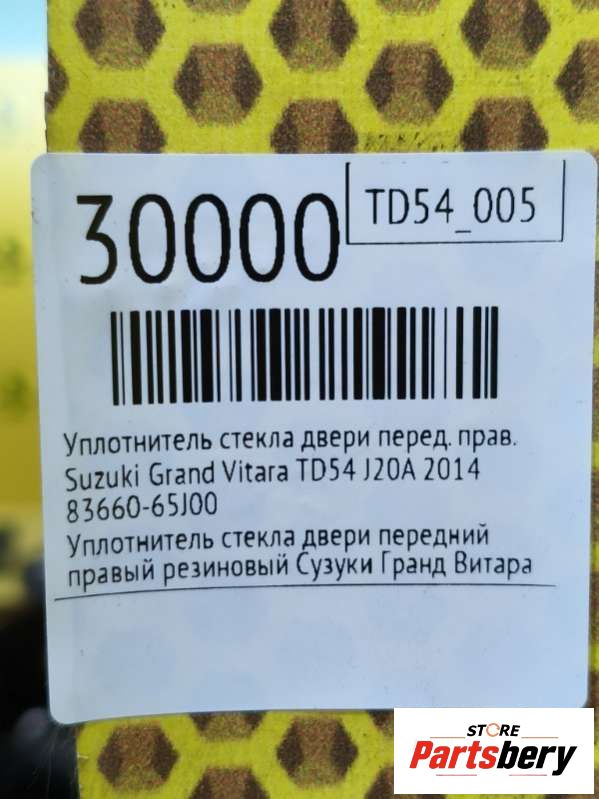 30000
TD54_005
Уплотнитель стекла двери перед. прав.
Suzuki Grand Vitara TD54 J20A 2014
83660-65J00
Уплотнитель стекла двери передний
правый резиновый Сузуки Гранд Витара
STORE
Partsbery